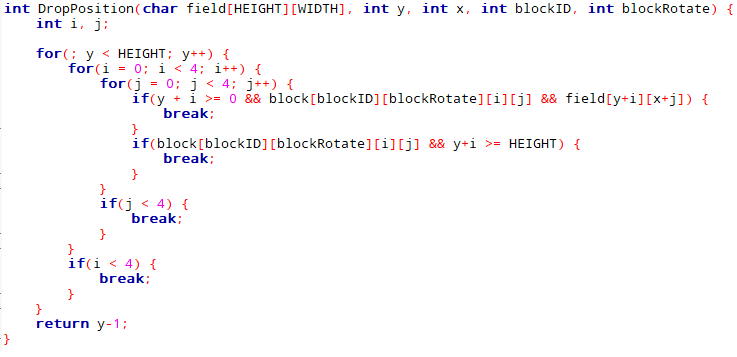 int DropPosition(char field[HEIGHT][WIDTH], int y, int x, int blockID, int blockRotate) {
    int i, j;

    for(; y < HEIGHT; y++) {
        for(i = 0; i < 4; i++) {
            for(j = 0; j < 4; j++) {
                if(y + i >= 0 && block[blockID][blockRotate][i][j] && field[y+i][x+j]) {
                    break;
                }
                if(block[blockID][blockRotate][i][j] && y+i >= HEIGHT) {
                    break;
                }
            }
            if(j < 4) {
                break;
            }
        }
        if(i < 4) {
            break;
        }
    }
    return y-1;
}